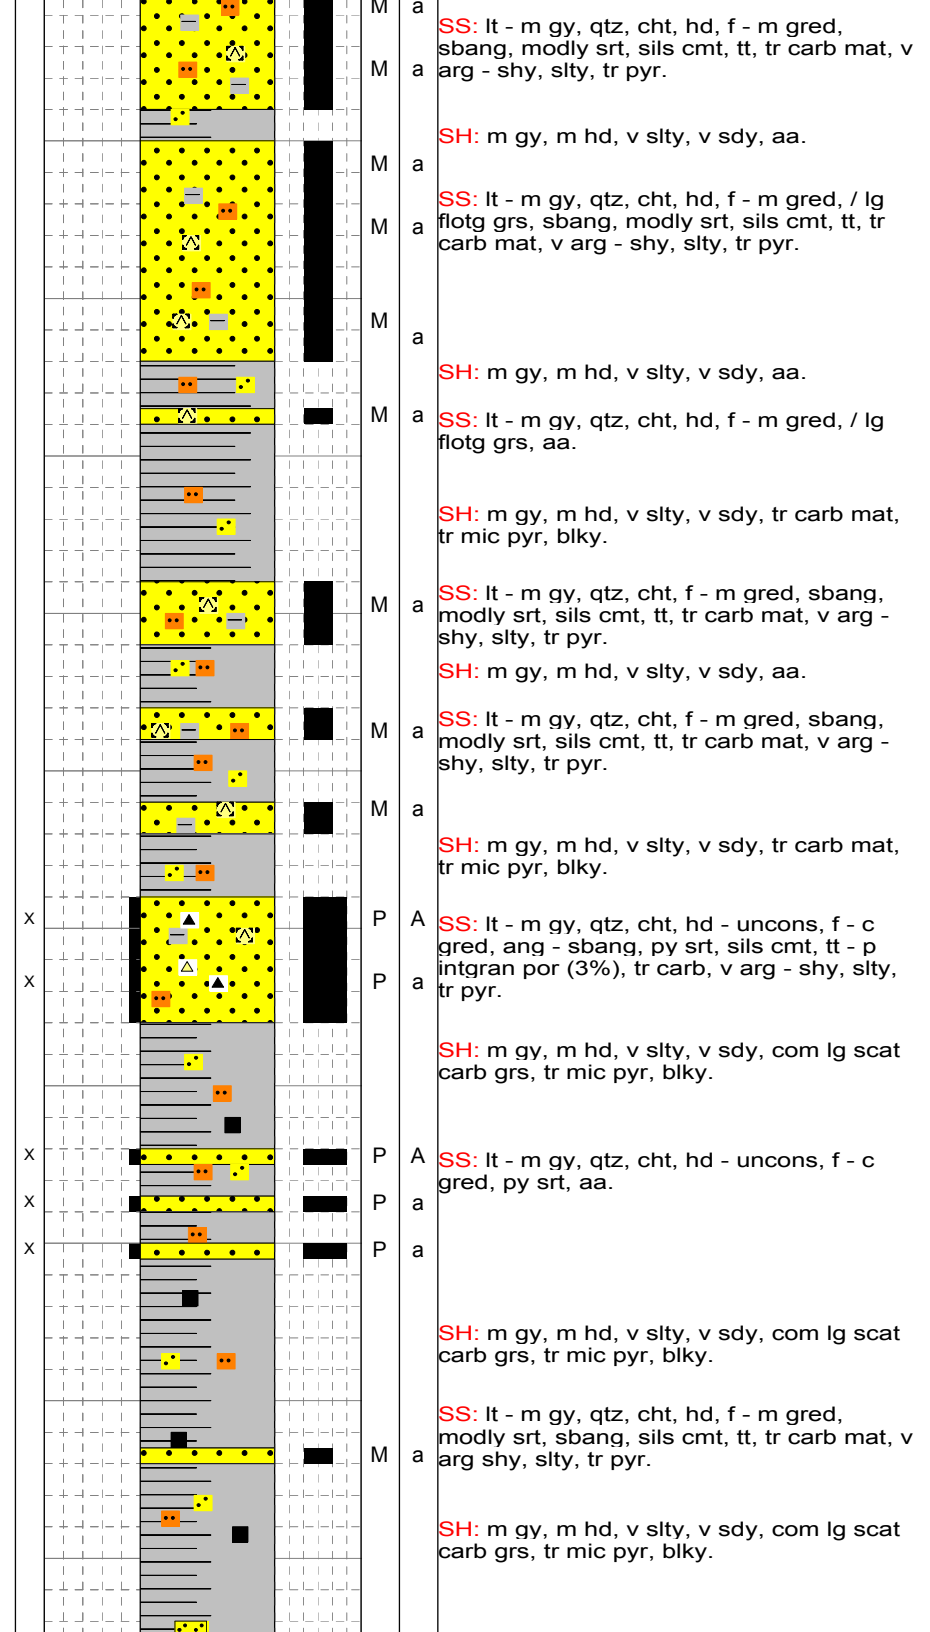 M a
SS: lt - m gy, qtz, cht, hd, f - m gred,
sbang, modly srt, sils cmt, tt, tr carb mat, v
M a arg - shy, slty, tr pyr.
SH: m gy, m hd, v slty, v sdy, aa.
M a
SS: lt - m gy, qtz, cht, hd, f - m gred, / lg
M a flotg grs, sbang, modly srt, sils cmt, tt, tr
carb mat, v arg - shy, slty, tr pyr.
M
a
SH: m gy, m hd, v slty, v sdy, aa.
M a SS: lt - m gy, qtz, cht, hd, f - m gred, / lg
flotg grs, aa.
SH: m gy, m hd, v slty, v sdy, tr carb mat,
tr mic pyr, blky.
SS: lt - m gy, qtz, cht, f - m gred, sbang,
M a modly srt, sils cmt, tt, tr carb mat, v arg -
shy, slty, tr pyr.
SH: m gy, m hd, v slty, v sdy, aa.
SS: lt - m gy, qtz, cht, f - m gred, sbang,
M a modly srt, sils cmt, tt, tr carb mat, v arg -
shy, slty, tr pyr.
M a
SH: m gy, m hd, v slty, v sdy, tr carb mat,
tr mic pyr, blky.
x P A SS: lt - m gy, qtz, cht, hd - uncons, f - c
gred, ang - sbang, py srt, sils cmt, tt - p
x P a intgran por (3%), tr carb, v arg - shy, slty,
tr pyr.
SH: m gy, m hd, v slty, v sdy, com lg scat
carb grs, tr mic pyr, blky.
x P A SS: lt - m gy, qtz, cht, hd - uncons, f - c
gred, py srt, aa.
x P a
x P a
SH: m gy, m hd, v slty, v sdy, com lg scat
carb grs, tr mic pyr, blky.
SS: lt - m gy, qtz, cht, hd, f - m gred,
modly srt, sbang, sils cmt, tt, tr carb mat, v
M a arg shy, slty, tr pyr.
SH: m gy, m hd, v slty, v sdy, com lg scat
carb grs, tr mic pyr, blky.